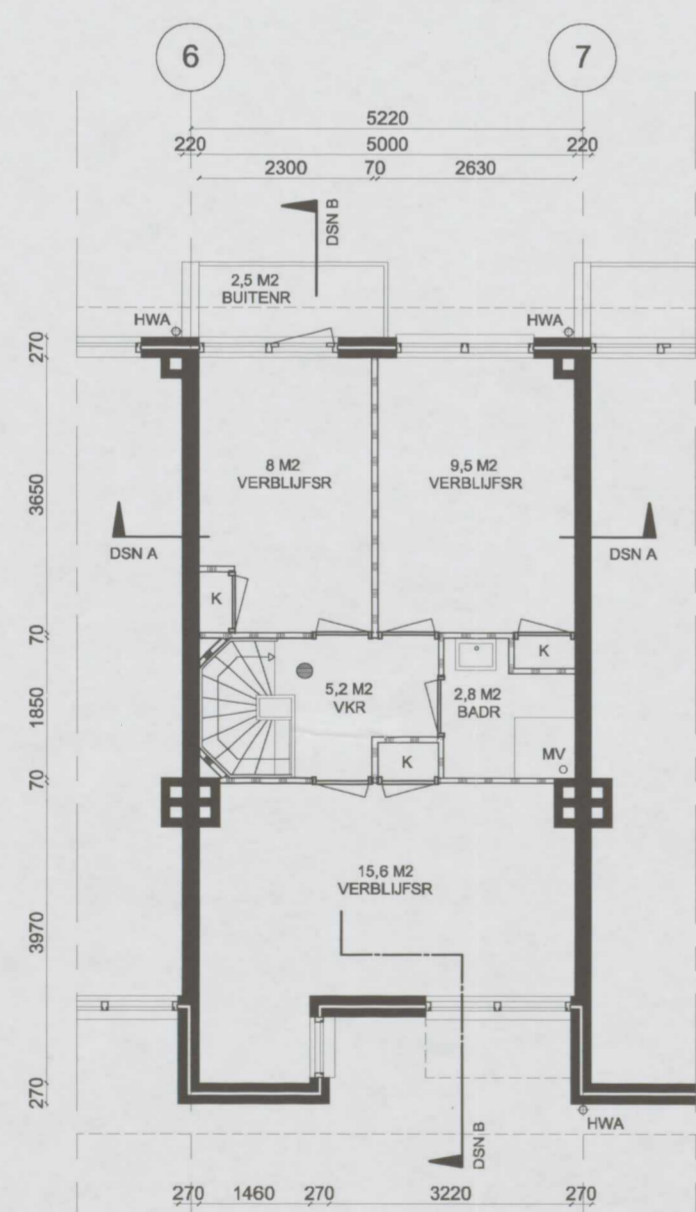 6
7
5220
220
5000
220
2300
70
2630
DSN B
2,5 M2
BUITENR
HWA
HWA
270
8 M2
VERBLIJFSR
9,5 M2
VERBLIJFSR
3650
DSN A
DSN A
K
70
K
5,2 M2
VKR
2,8 M2
BADR
1850
K
MV
70
15,6 M2
VERBLIJFSR
3970
270
HWA
DSN B
270
1460
270
3220
270